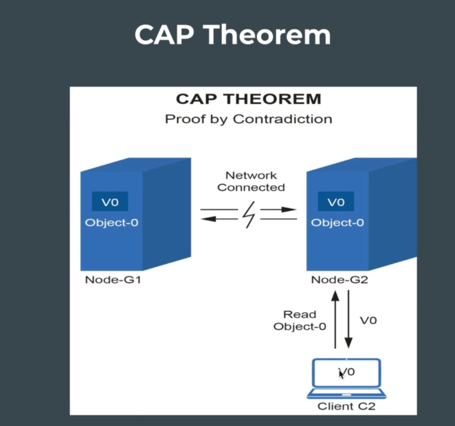 CAP Theorem
CAP THEOREM
Proof by Contradiction
Network
Connected
V0
Object-0
V0
Object-0
Node-G1
Node-G2
Read
Object-0
V0
V0
Client C2